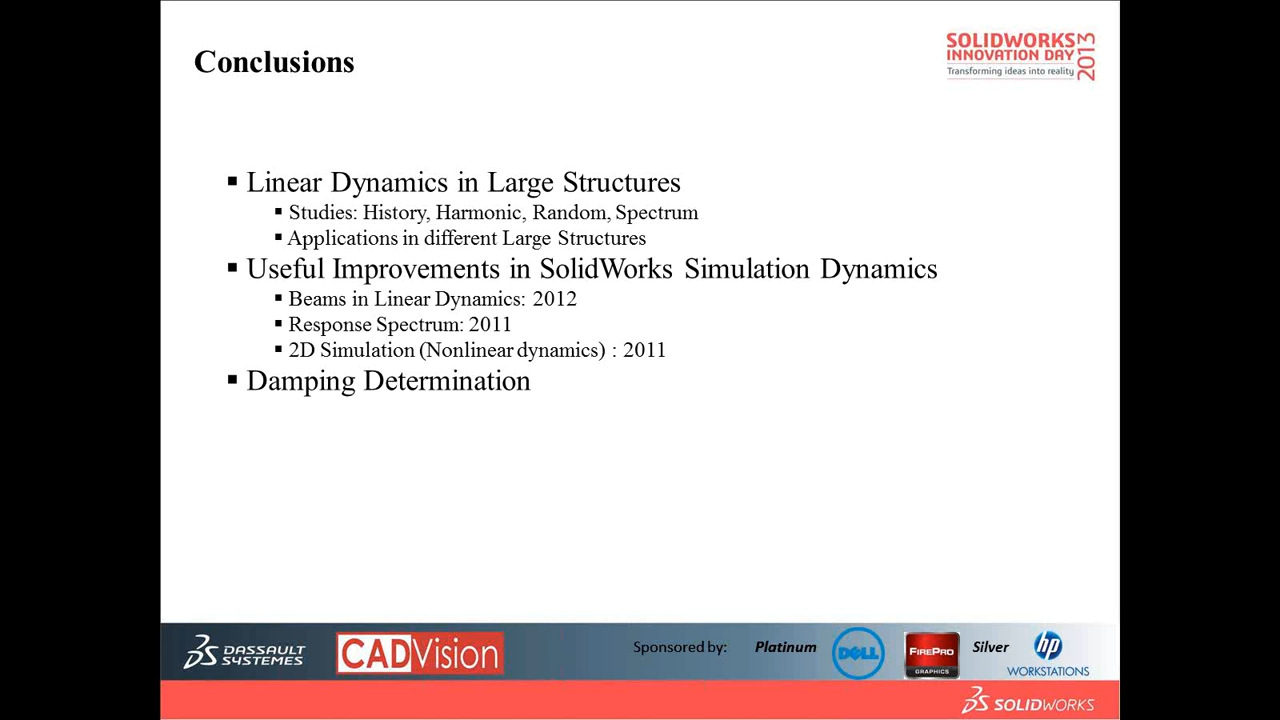 Conclusions
SOLIDWORKS
INNOVATION DAY
Transforming ideas into reality
2013
▪ Linear Dynamics in Large Structures
▪ Studies: History, Harmonic, Random, Spectrum
▪ Applications in different Large Structures
▪ Useful Improvements in SolidWorks Simulation Dynamics
▪ Beams in Linear Dynamics: 2012
▪ Response Spectrum: 2011
▪ 2D Simulation (Nonlinear dynamics) : 2011
▪ Damping Determination
DASSAULT
SYSTEMES
CADVision
Sponsored by: Platinum
DELL
FIREPRO
GRAPHICS
Silver
hp
WORKSTATIONS
SOLIDWORKS